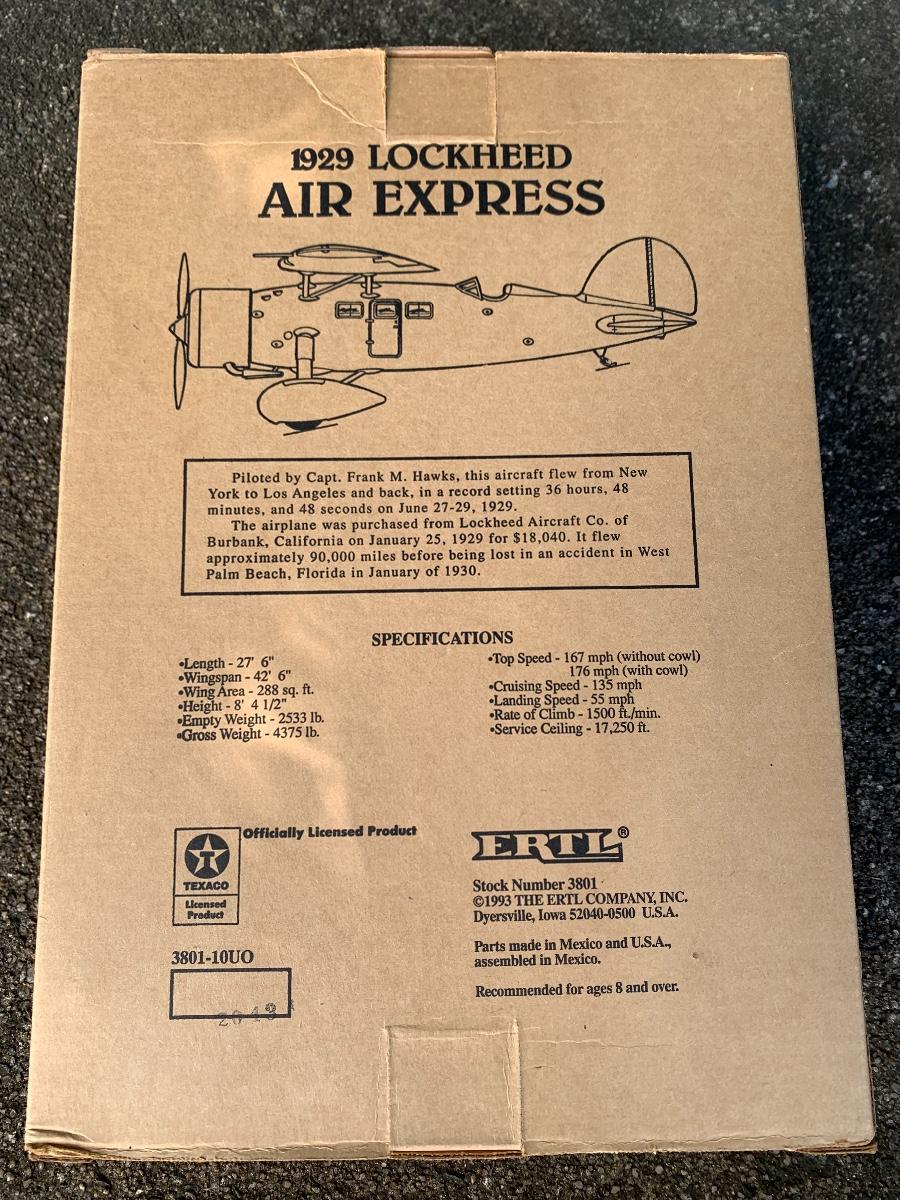 1929 LOCKHEED
AIR EXPRESS
Piloted by Capt. Frank M. Hawks, this aircraft flew from New
York to Los Angeles and back, in a record setting 36 hours, 48
minutes, and 48 seconds on June 27-29, 1929.
The airplane was purchased from Lockheed Aircraft Co. of
Burbank, California on January 25, 1929 for $18,040. It flew
approximately 90,000 miles before being lost in an accident in West
Palm Beach, Florida in January of 1930.
SPECIFICATIONS
•Length - 27' 6"
•Wingspan - 42' 6"
•Wing Area - 288 sq. ft.
•Height - 8' 4 1/2"
•Empty Weight - 2533 lb.
•Gross Weight - 4375 lb.
•Top Speed - 167 mph (without cowl)
176 mph (with cowl)
•Cruising Speed - 135 mph
•Landing Speed - 55 mph
•Rate of Climb - 1500 ft./min.
•Service Ceiling - 17,250 ft.
Officially Licensed Product
T
TEXACO
Licensed
Product
3801-10UO
ERTL®
Stock Number 3801
©1993 THE ERTL COMPANY, INC.
Dyersville, Iowa 52040-0500 U.S.A.
Parts made in Mexico and U.S.A.,
assembled in Mexico.
Recommended for ages 8 and over.